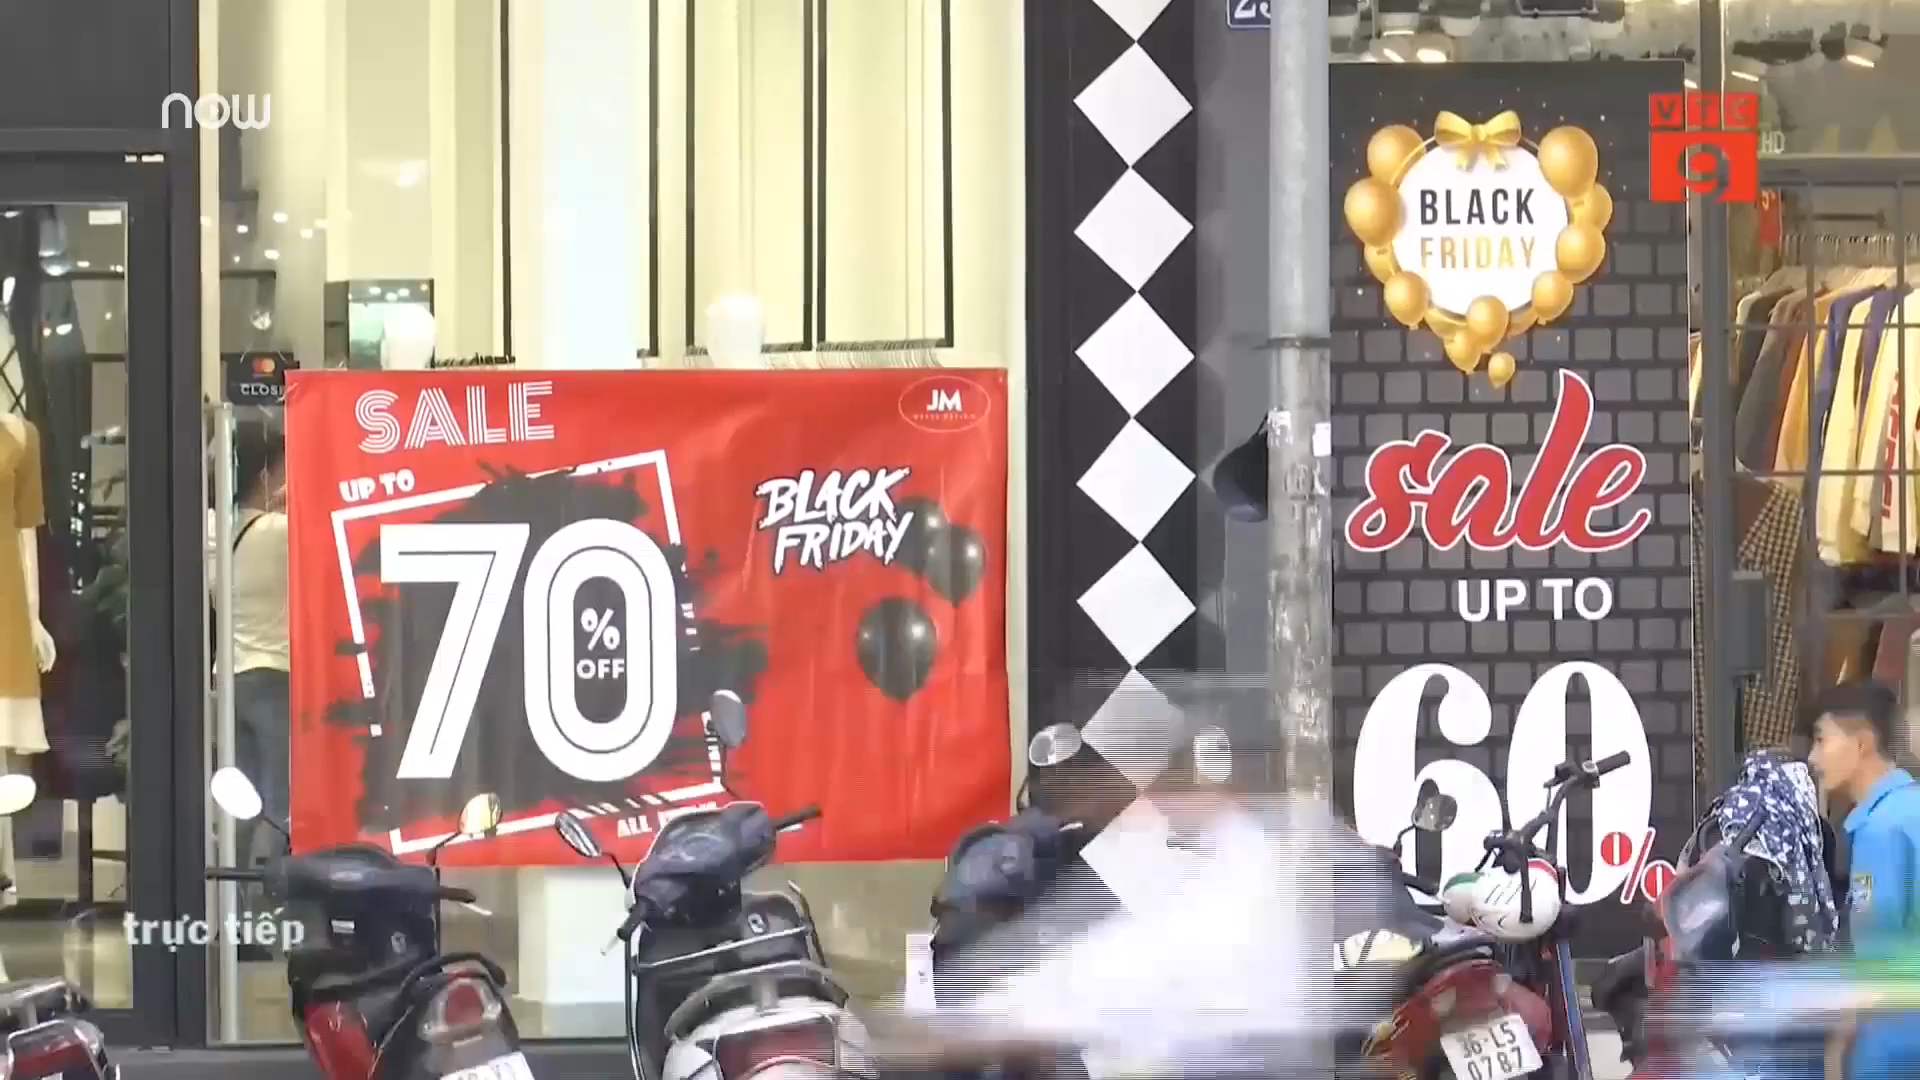 now
VTC
9
HD
SALE
UP TO
70
%
OFF
JM
BLACK
FRIDAY
ALL
BLACK
FRIDAY
sale
UP TO
60%
trực tiếp
36-L5
0787